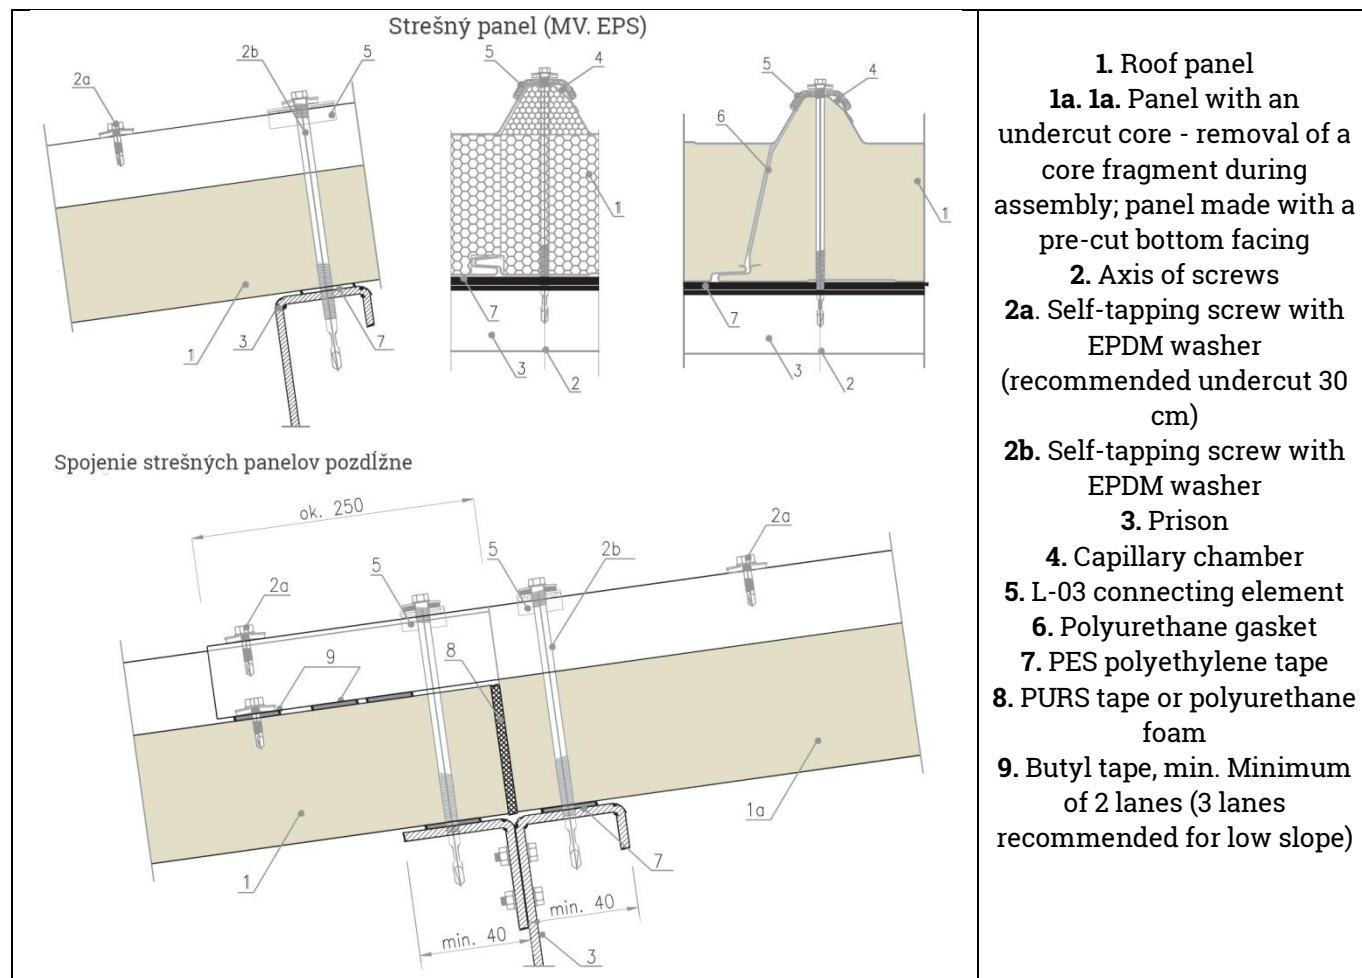 Strešný panel (MV. EPS)
2a
2b
5
1
3
7
5
4
1
7
3
2
5
4
6
1
7
3
2
Spojenie strešných panelov pozdĺžne
ok. 250
2a
5
9
8
5
2b
2a
1
1a
7
min. 40
min. 40
3
1. Roof panel
1a. 1a. Panel with an
undercut core - removal of a
core fragment during
assembly; panel made with a
pre-cut bottom facing
2. Axis of screws
2a. Self-tapping screw with
EPDM washer
(recommended undercut 30
cm)
2b. Self-tapping screw with
EPDM washer
3. Prison
4. Capillary chamber
5. L-03 connecting element
6. Polyurethane gasket
7. PES polyethylene tape
8. PURS tape or polyurethane
foam
9. Butyl tape, min. Minimum
of 2 lanes (3 lanes
recommended for low slope)